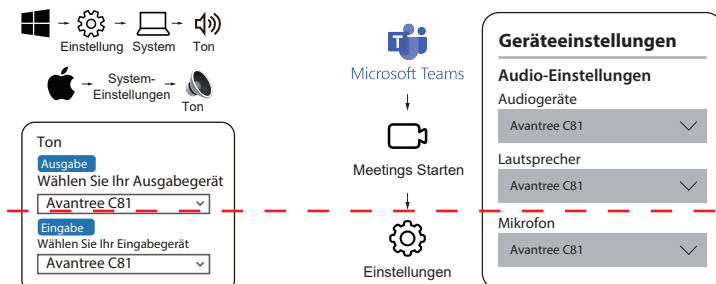 Einstellung System Ton
System-
Einstellungen
Ton
Ton
Ausgabe
Wählen Sie Ihr Ausgabegerät
Avantree C81
Eingabe
Wählen Sie Ihr Eingabegerät
Avantree C81
Microsoft Teams
Meetings Starten
Einstellungen
Geräteeinstellungen
Audio-Einstellungen
Audiogeräte
Avantree C81
Lautsprecher
Avantree C81
Mikrofon
Avantree C81